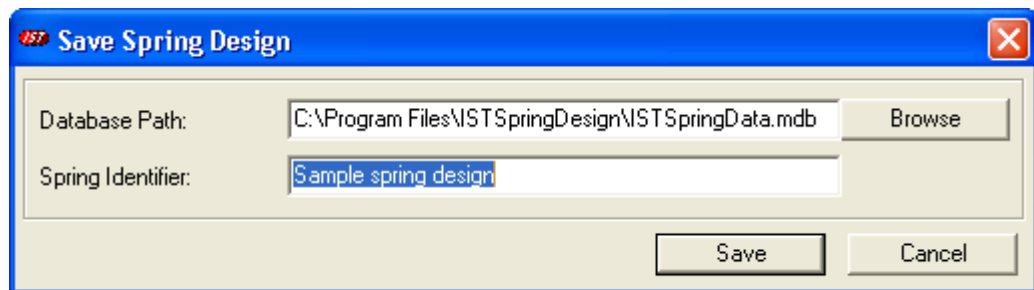 IST Save Spring Design
Database Path: C:\Program Files\ISTSpringDesign\ISTSpringData.mdb Browse
Spring Identifier: Sample spring design
Save Cancel